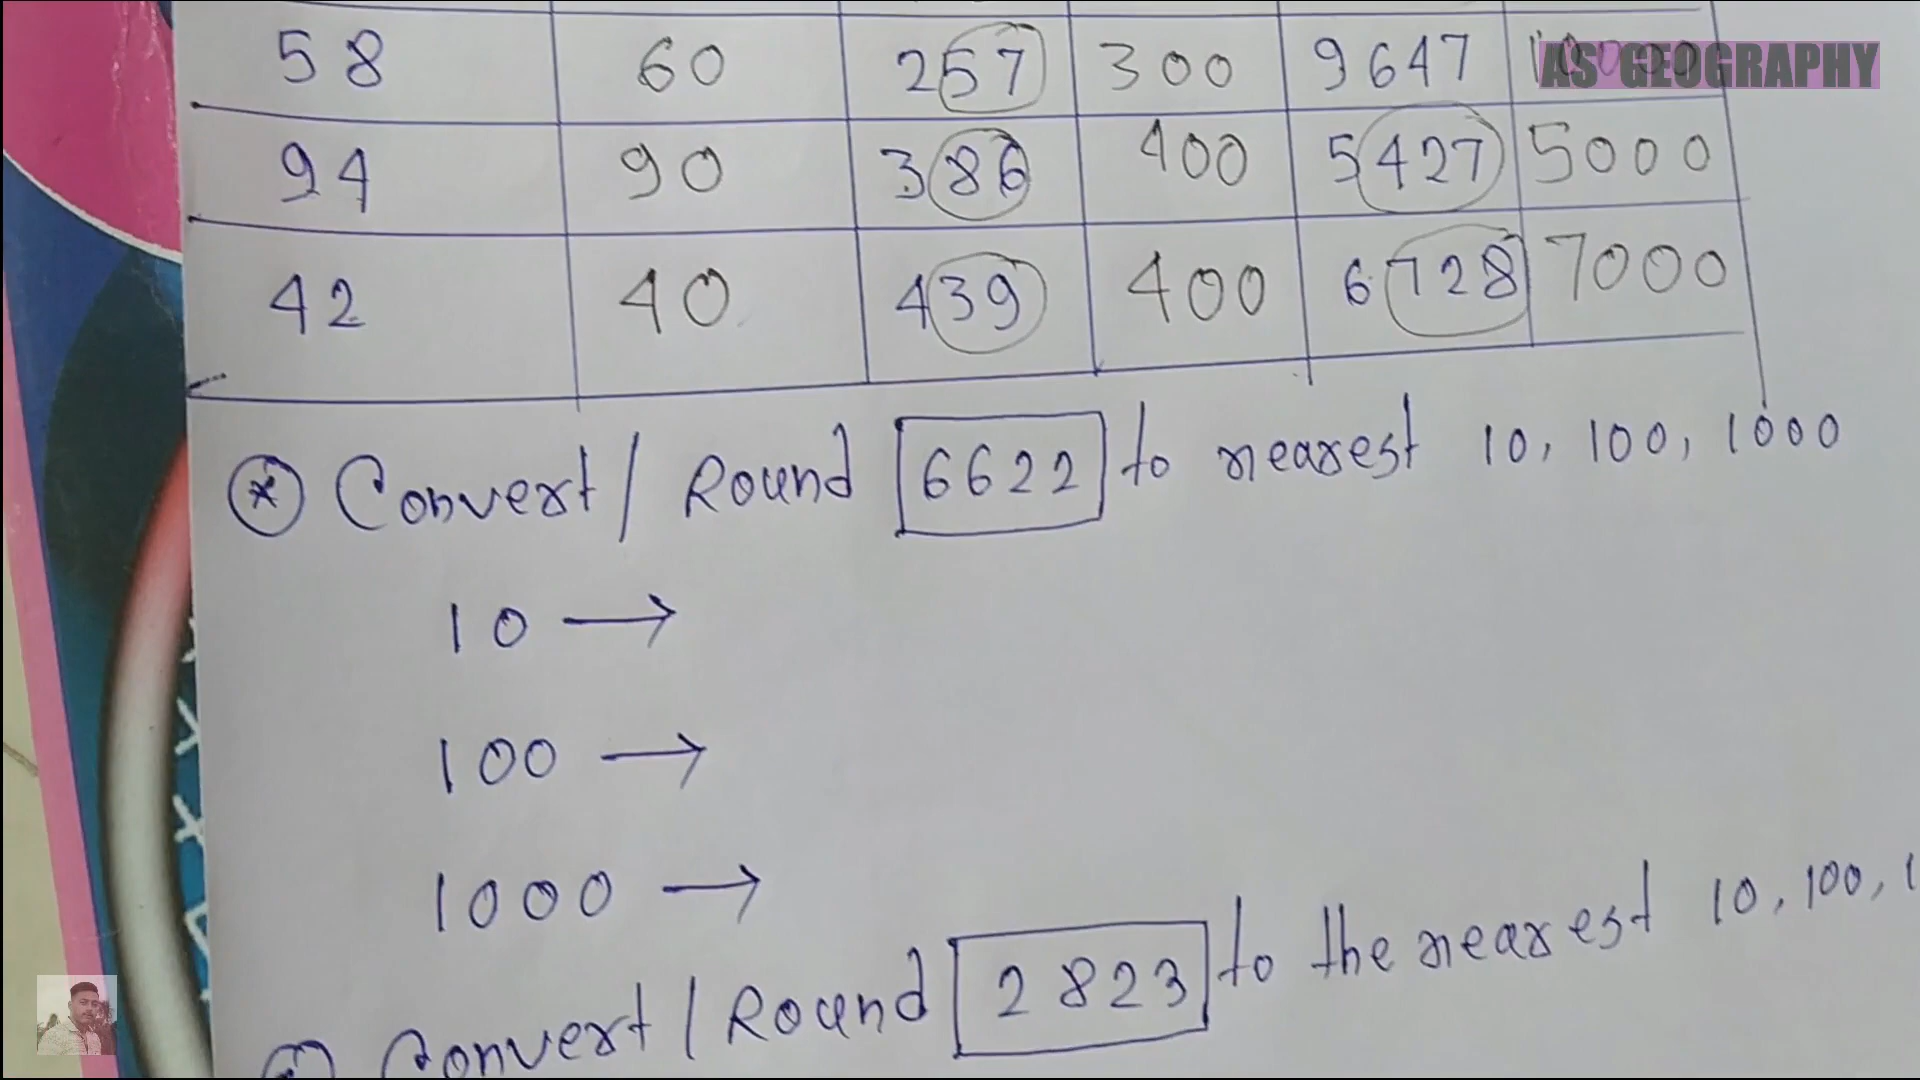 58 60 257 300 9647 10000
AS GEOGRAPHY
94 90 386 400 5427 5000
42 40 439 400 6728 7000
* Convert / Round 6622 to nearest 10, 100, 1000
10 →
100 →
1000 →
Convert / Round 2823 to the nearest 10, 100, 1